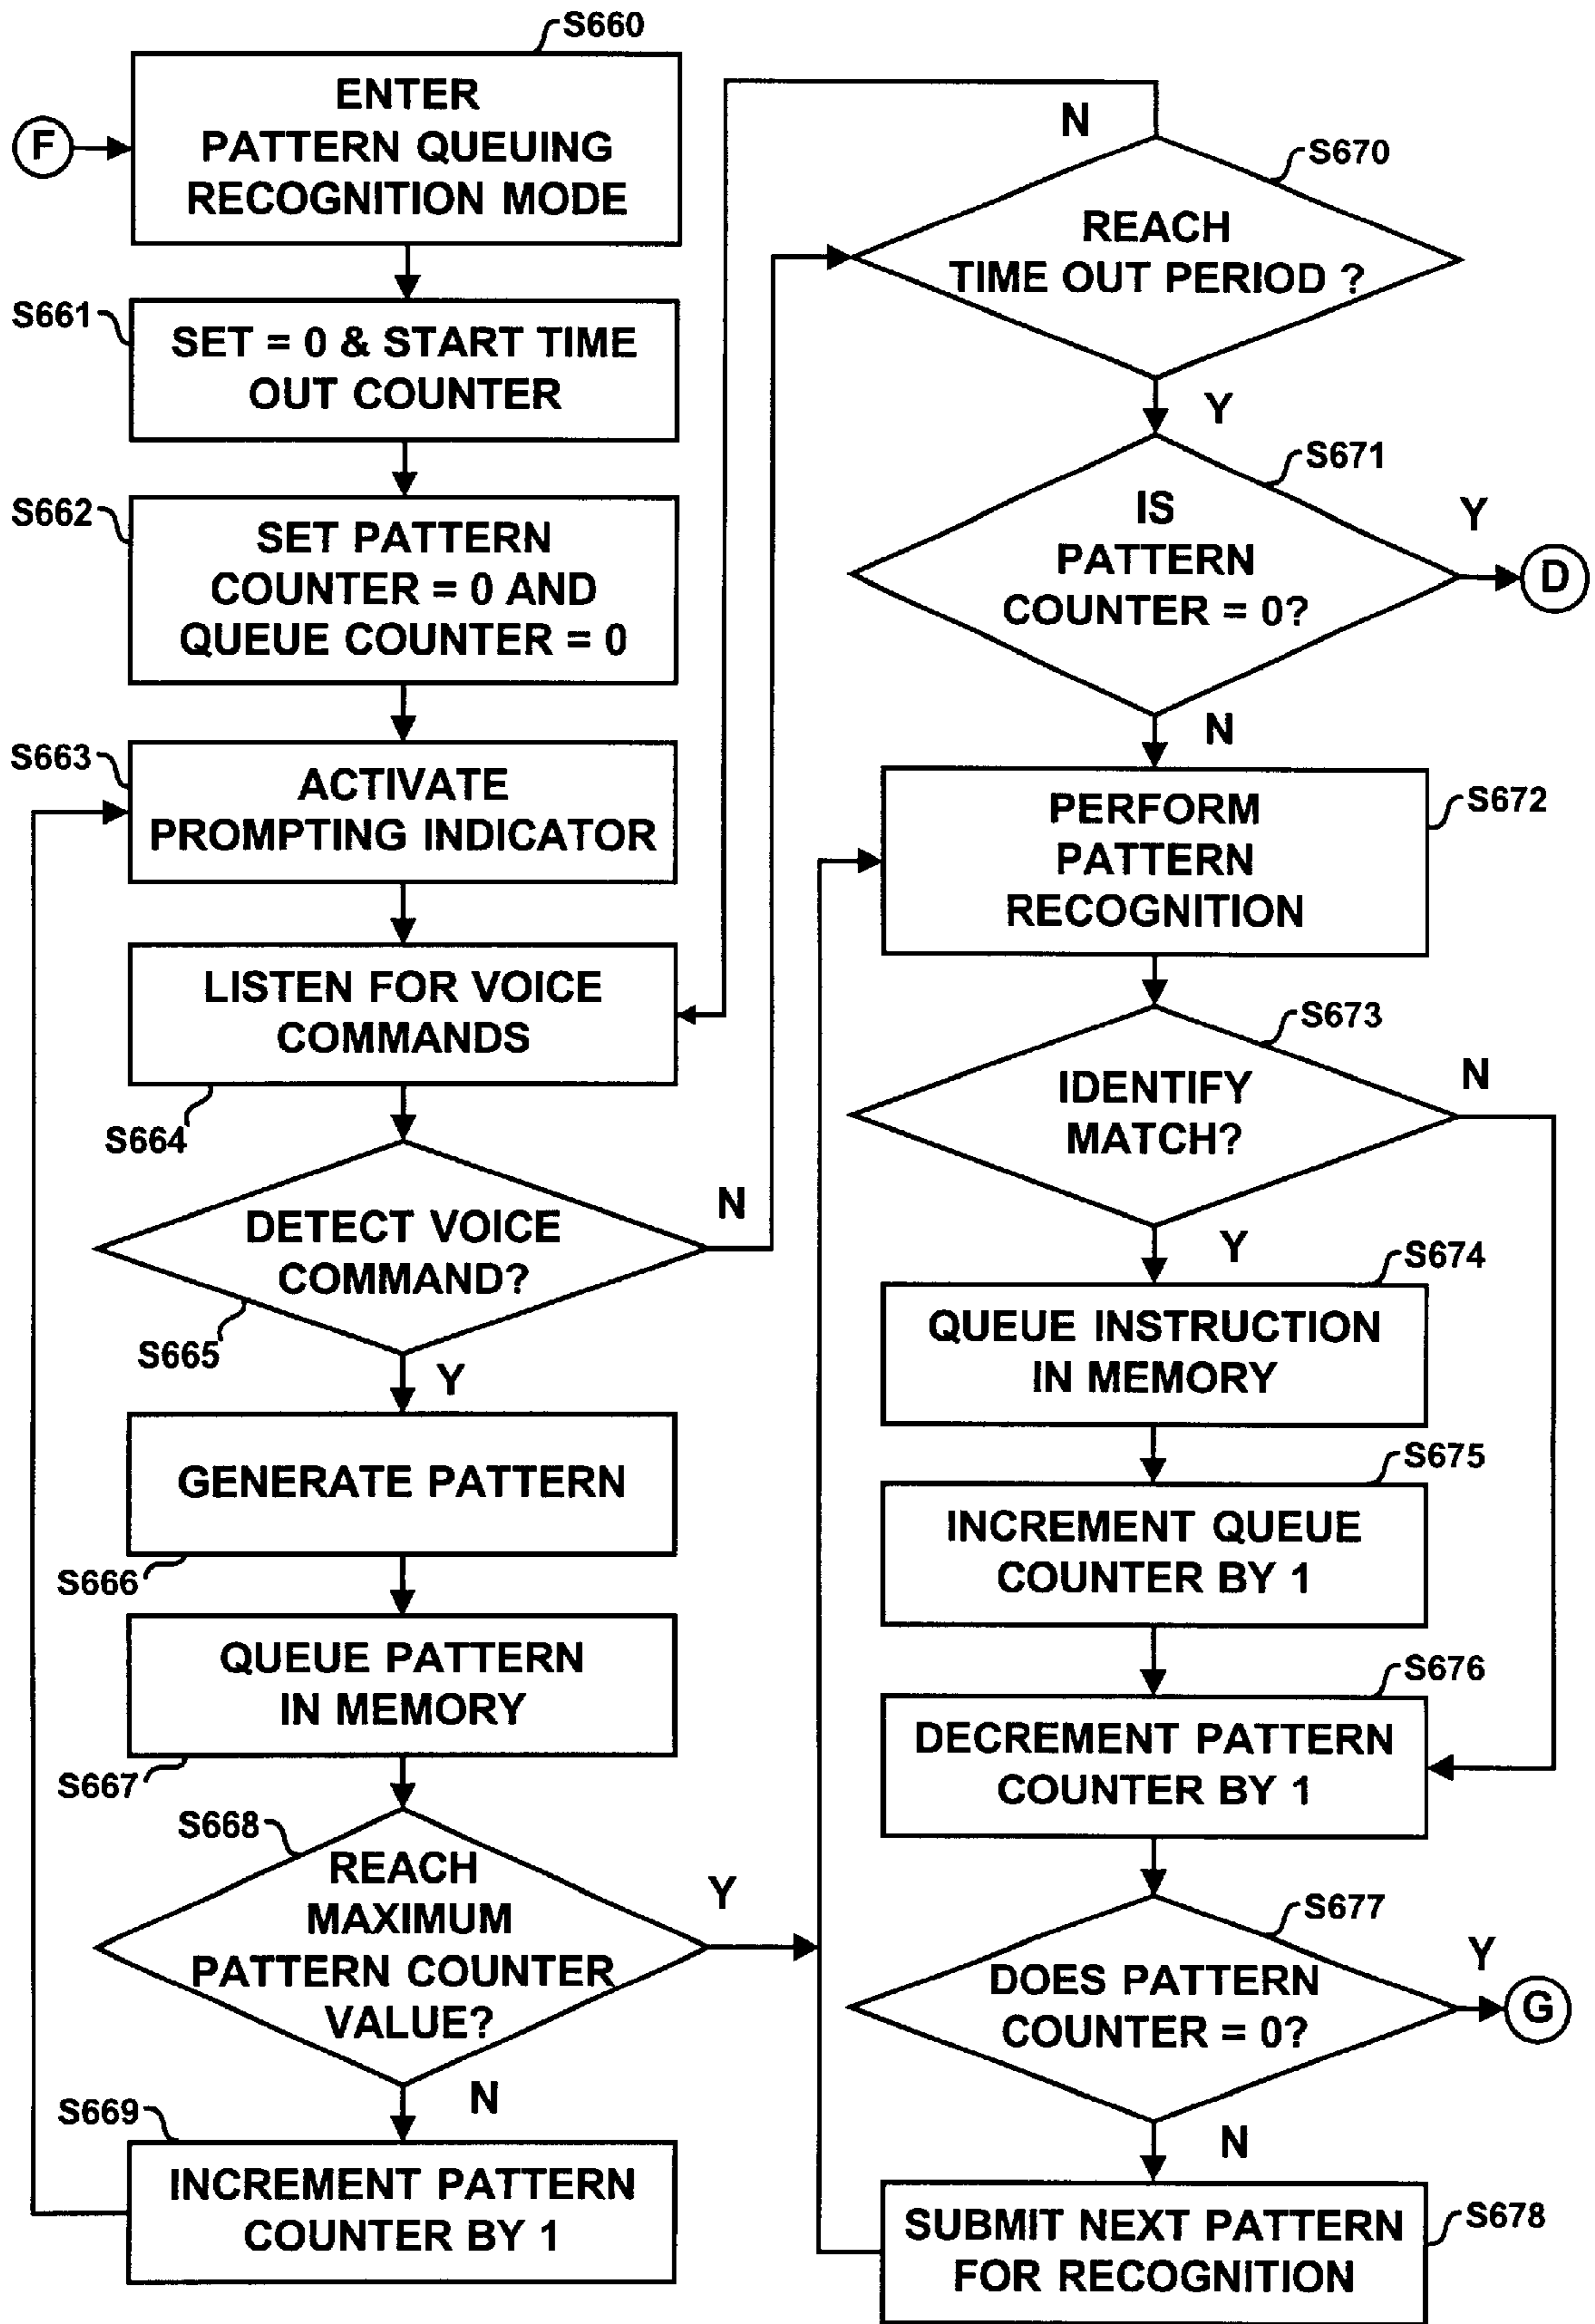 S660
ENTER
PATTERN QUEUING
RECOGNITION MODE
F
S661
SET = 0 & START TIME
OUT COUNTER
S662
SET PATTERN
COUNTER = 0 AND
QUEUE COUNTER = 0
S663
ACTIVATE
PROMPTING INDICATOR
LISTEN FOR VOICE
COMMANDS
S664
DETECT VOICE
COMMAND?
N
S665
Y
GENERATE PATTERN
S666
QUEUE PATTERN
IN MEMORY
S667
S668
REACH
MAXIMUM
PATTERN COUNTER
VALUE?
Y
N
S669
INCREMENT PATTERN
COUNTER BY 1
N
S670
REACH
TIME OUT PERIOD ?
Y
S671
IS
PATTERN
COUNTER = 0?
Y
D
N
PERFORM
PATTERN
RECOGNITION
S672
S673
IDENTIFY
MATCH?
N
Y
S674
QUEUE INSTRUCTION
IN MEMORY
S675
INCREMENT QUEUE
COUNTER BY 1
S676
DECREMENT PATTERN
COUNTER BY 1
S677
DOES PATTERN
COUNTER = 0?
Y
G
N
SUBMIT NEXT PATTERN
FOR RECOGNITION
S678